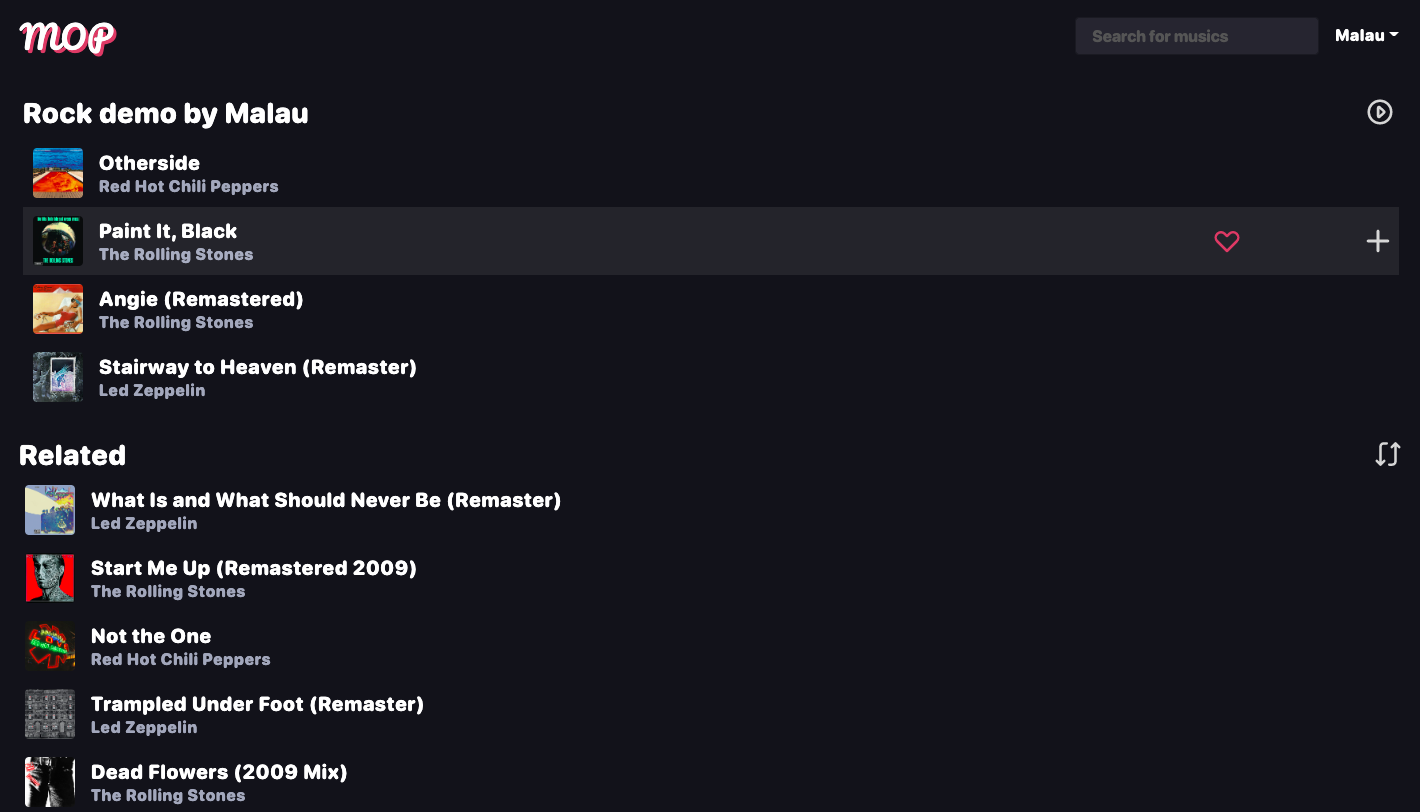 MOP
Search for musics
Malau
Rock demo by Malau
Otherside
Red Hot Chili Peppers
Paint It, Black
The Rolling Stones
Angie (Remastered)
The Rolling Stones
Stairway to Heaven (Remaster)
Led Zeppelin
Related
What Is and What Should Never Be (Remaster)
Led Zeppelin
Start Me Up (Remastered 2009)
The Rolling Stones
Not the One
Red Hot Chili Peppers
Trampled Under Foot (Remaster)
Led Zeppelin
Dead Flowers (2009 Mix)
The Rolling Stones